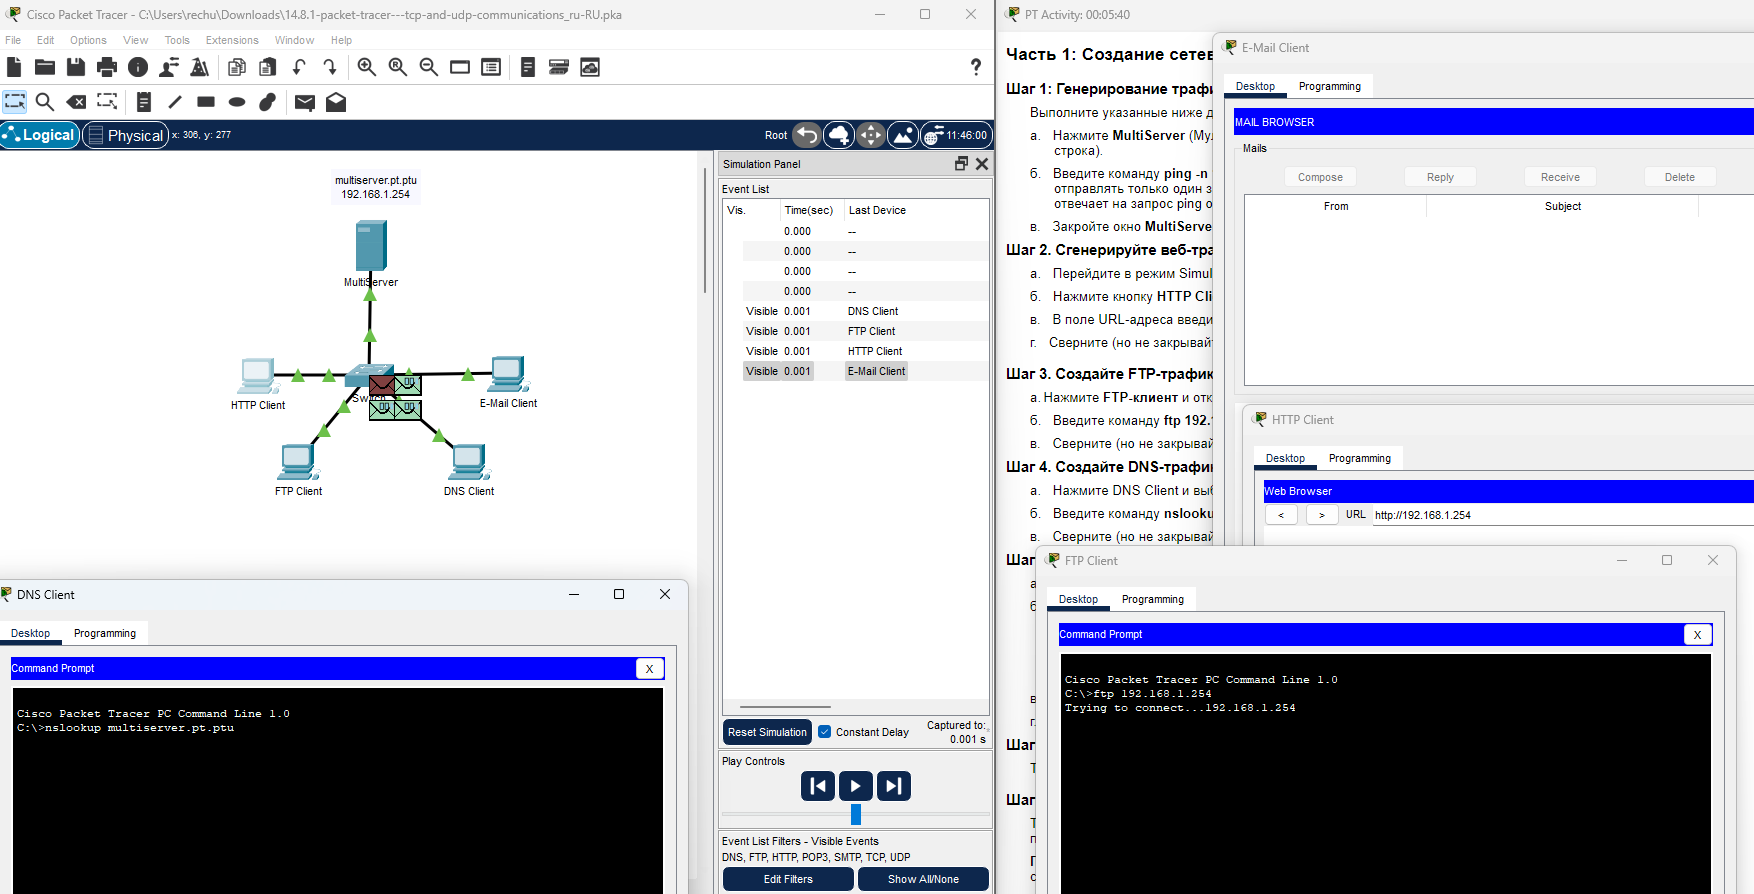 Cisco Packet Tracer - C:\Users\rechu\Downloads\14.8.1-packet-tracer---tcp-and-udp-communications_ru-RU.pka
File Edit Options View Tools Extensions Window Help
?
Logical Physical x: 306, y: 277 Root 11:46:00
multiserver.pt.ptu
192.168.1.254
MultiServer
HTTP Client
E-Mail Client
FTP Client
DNS Client
Simulation Panel
Event List
Vis. Time(sec) Last Device
0.000 --
0.000 --
0.000 --
0.000 --
Visible 0.001 DNS Client
Visible 0.001 FTP Client
Visible 0.001 HTTP Client
Visible 0.001 E-Mail Client
Reset Simulation Constant Delay Captured to:
0.001 s
Play Controls
Event List Filters - Visible Events
DNS, FTP, HTTP, POP3, SMTP, TCP, UDP
Edit Filters Show All/None
DNS Client
Desktop Programming
Command Prompt X
Cisco Packet Tracer PC Command Line 1.0
C:\>nslookup multiserver.pt.ptu
PT Activity: 00:05:40
Часть 1: Создание сетев
Шаг 1: Генерирование трафи
Выполните указанные ниже д
а. Нажмите MultiServer (Му
строка).
б. Введите команду ping -n
отправлять только один з
отвечает на запрос ping о
в. Закройте окно MultiServe
Шаг 2. Сгенерируйте веб-тра
а. Перейдите в режим Simul
б. Нажмите кнопку HTTP Cli
в. В поле URL-адреса введи
г. Сверните (но не закрывай
Шаг 3. Создайте FTP-трафик
а. Нажмите FTP-клиент и отк
б. Введите команду ftp 192.
в. Сверните (но не закрывай
Шаг 4. Создайте DNS-трафик
а. Нажмите DNS Client и выб
б. Введите команду nslooku
в. Сверните (но не закрывай
Шаг
Шаг
Шаг
E-Mail Client
Desktop Programming
MAIL BROWSER
Mails
Compose Reply Receive Delete
From Subject
HTTP Client
Desktop Programming
Web Browser
< > URL http://192.168.1.254
FTP Client
Desktop Programming
Command Prompt X
Cisco Packet Tracer PC Command Line 1.0
C:\>ftp 192.168.1.254
Trying to connect...192.168.1.254